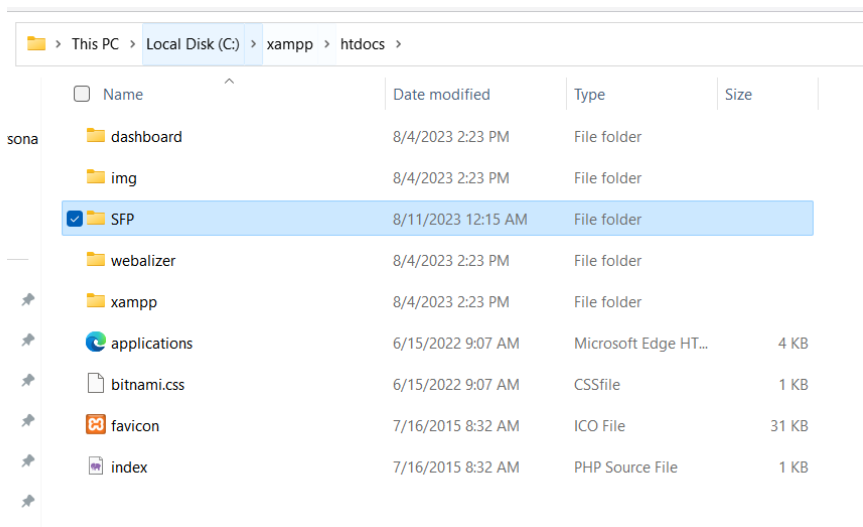 This PC > Local Disk (C:) > xampp > htdocs >
Name Date modified Type Size
sona
dashboard 8/4/2023 2:23 PM File folder
img 8/4/2023 2:23 PM File folder
SFP 8/11/2023 12:15 AM File folder
webalizer 8/4/2023 2:23 PM File folder
xampp 8/4/2023 2:23 PM File folder
applications 6/15/2022 9:07 AM Microsoft Edge HT... 4 KB
bitnami.css 6/15/2022 9:07 AM CSSfile 1 KB
favicon 7/16/2015 8:32 AM ICO File 31 KB
index 7/16/2015 8:32 AM PHP Source File 1 KB